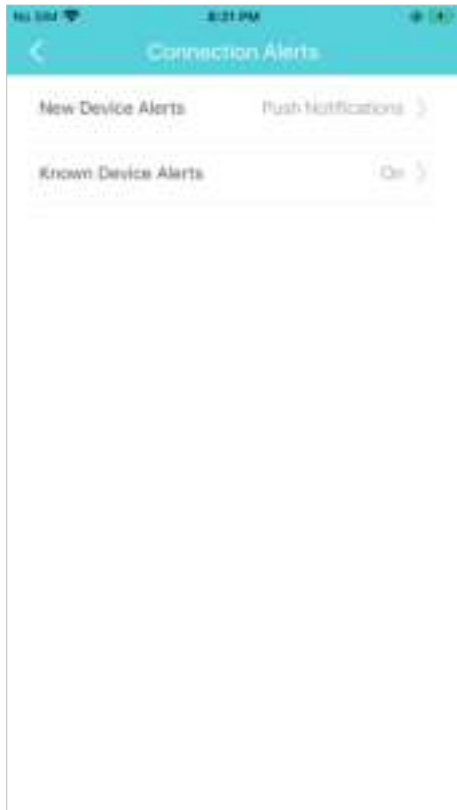 No SIM 8:21 PM
Connection Alerts
New Device Alerts Push Notifications
Known Device Alerts On